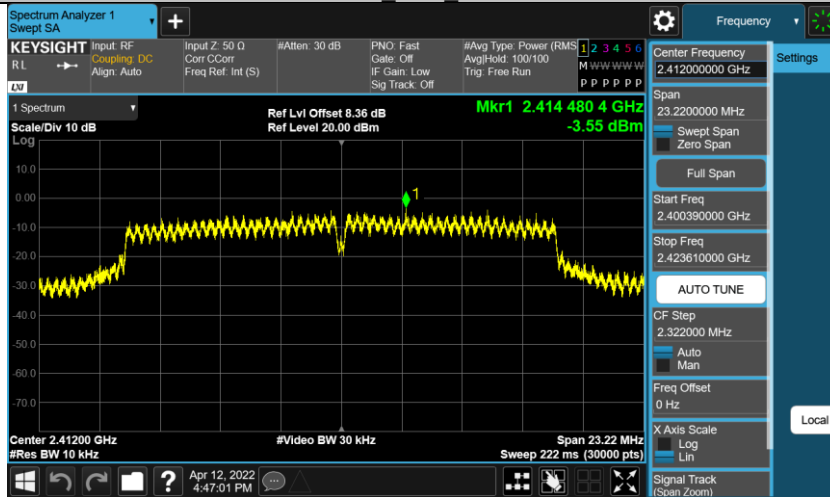 Spectrum Analyzer 1
Swept SA
+
Frequency
KEYSIGHT
RL
LXI
Input: RF
Coupling: DC
Align: Auto
Input Z: 50 Ω
Corr CCorr
Freq Ref: Int (S)
#Atten: 30 dB
PNO: Fast
Gate: Off
IF Gain: Low
Sig Track: Off
#Avg Type: Power (RMS
Avg|Hold: 100/100
Trig: Free Run
1 2 3 4 5 6
M W W W W W
P P P P P P
1 Spectrum
Scale/Div 10 dB
Log
Ref Lvl Offset 8.36 dB
Ref Level 20.00 dBm
Mkr1 2.414 480 4 GHz
-3.55 dBm
10.0
0.00
-10.0
-20.0
-30.0
-40.0
-50.0
-60.0
-70.0
1
Center 2.41200 GHz
#Res BW 10 kHz
#Video BW 30 kHz
Span 23.22 MHz
Sweep 222 ms (30000 pts)
Center Frequency
2.412000000 GHz
Span
23.2200000 MHz
Swept Span
Zero Span
Full Span
Start Freq
2.400390000 GHz
Stop Freq
2.423610000 GHz
AUTO TUNE
CF Step
2.322000 MHz
Auto
Man
Freq Offset
0 Hz
X Axis Scale
Log
Lin
Signal Track
(Span Zoom)
Settings
Local
?
Apr 12, 2022
4:47:01 PM